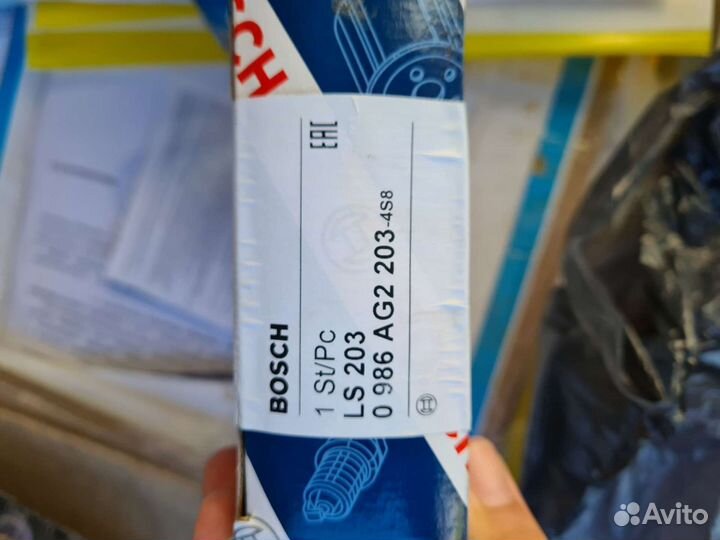 BOSCH
EAC
BOSCH
1 St/Pc
LS 203
0 986 AG2 203-4S8
Avito